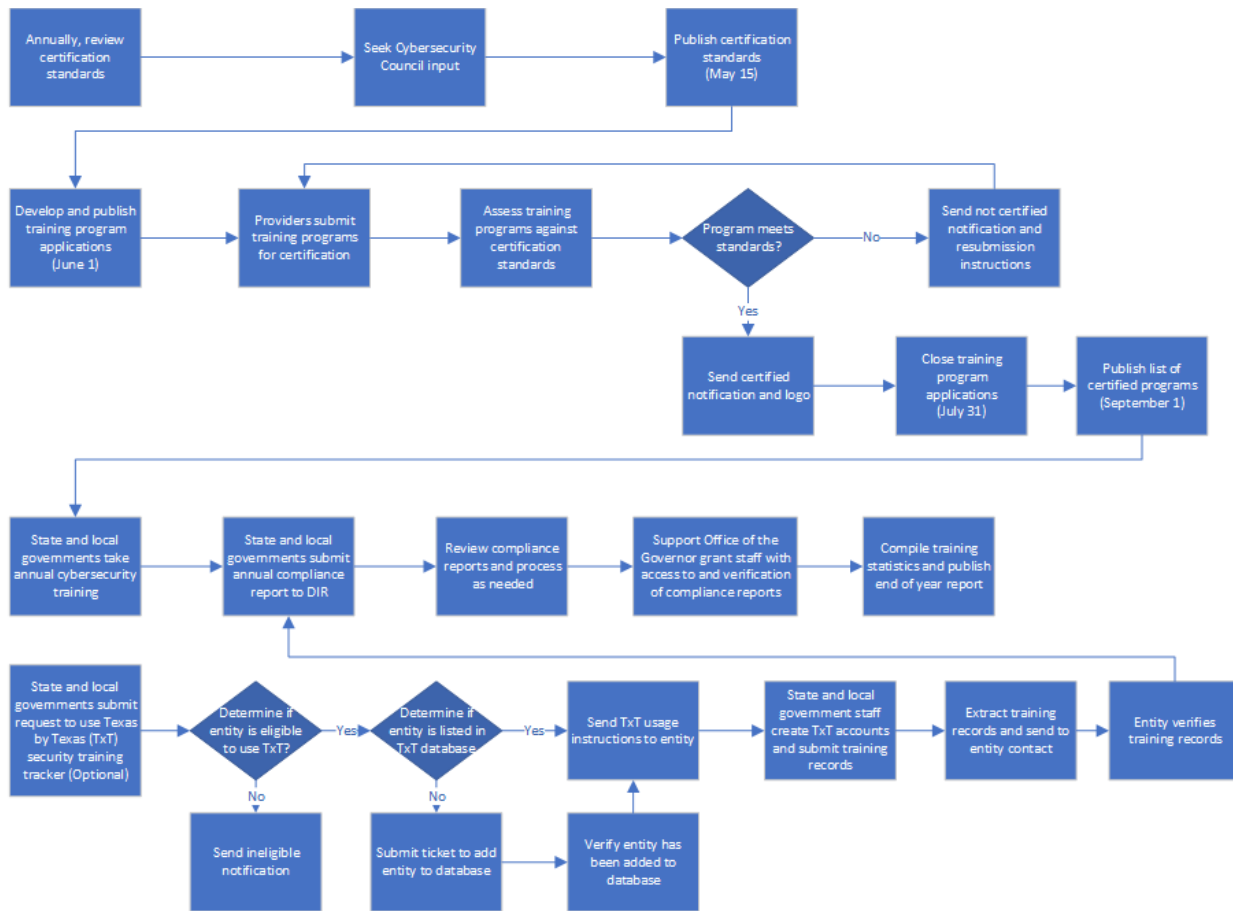 Annually, review
certification
standards
Seek Cybersecurity
Council input
Publish certification
standards
(May 15)
Develop and publish
training program
applications
(June 1)
Providers submit
training programs
for certification
Assess training
programs against
certification
standards
Program meets
standards?
No
Send not certified
notification and
resubmission
instructions
Yes
Send certified
notification and logo
Close training
program
applications
(July 31)
Publish list of
certified programs
(September 1)
State and local
governments take
annual cybersecurity
training
State and local
governments submit
annual compliance
report to DIR
Review compliance
reports and process
as needed
Support Office of the
Governor grant staff with
access to and verification
of compliance reports
Compile training
statistics and publish
end of year report
State and local
governments submit
request to use Texas
by Texas (TxT)
security training
tracker (Optional)
Determine if
entity is eligible
to use TxT?
Yes
Determine if
entity is listed in
TxT database
Yes
Send TxT usage
instructions to entity
State and local
government staff
create TxT accounts
and submit training
records
Extract training
records and send to
entity contact
Entity verifies
training records
No
No
Send ineligible
notification
Submit ticket to add
entity to database
Verify entity has
been added to
database